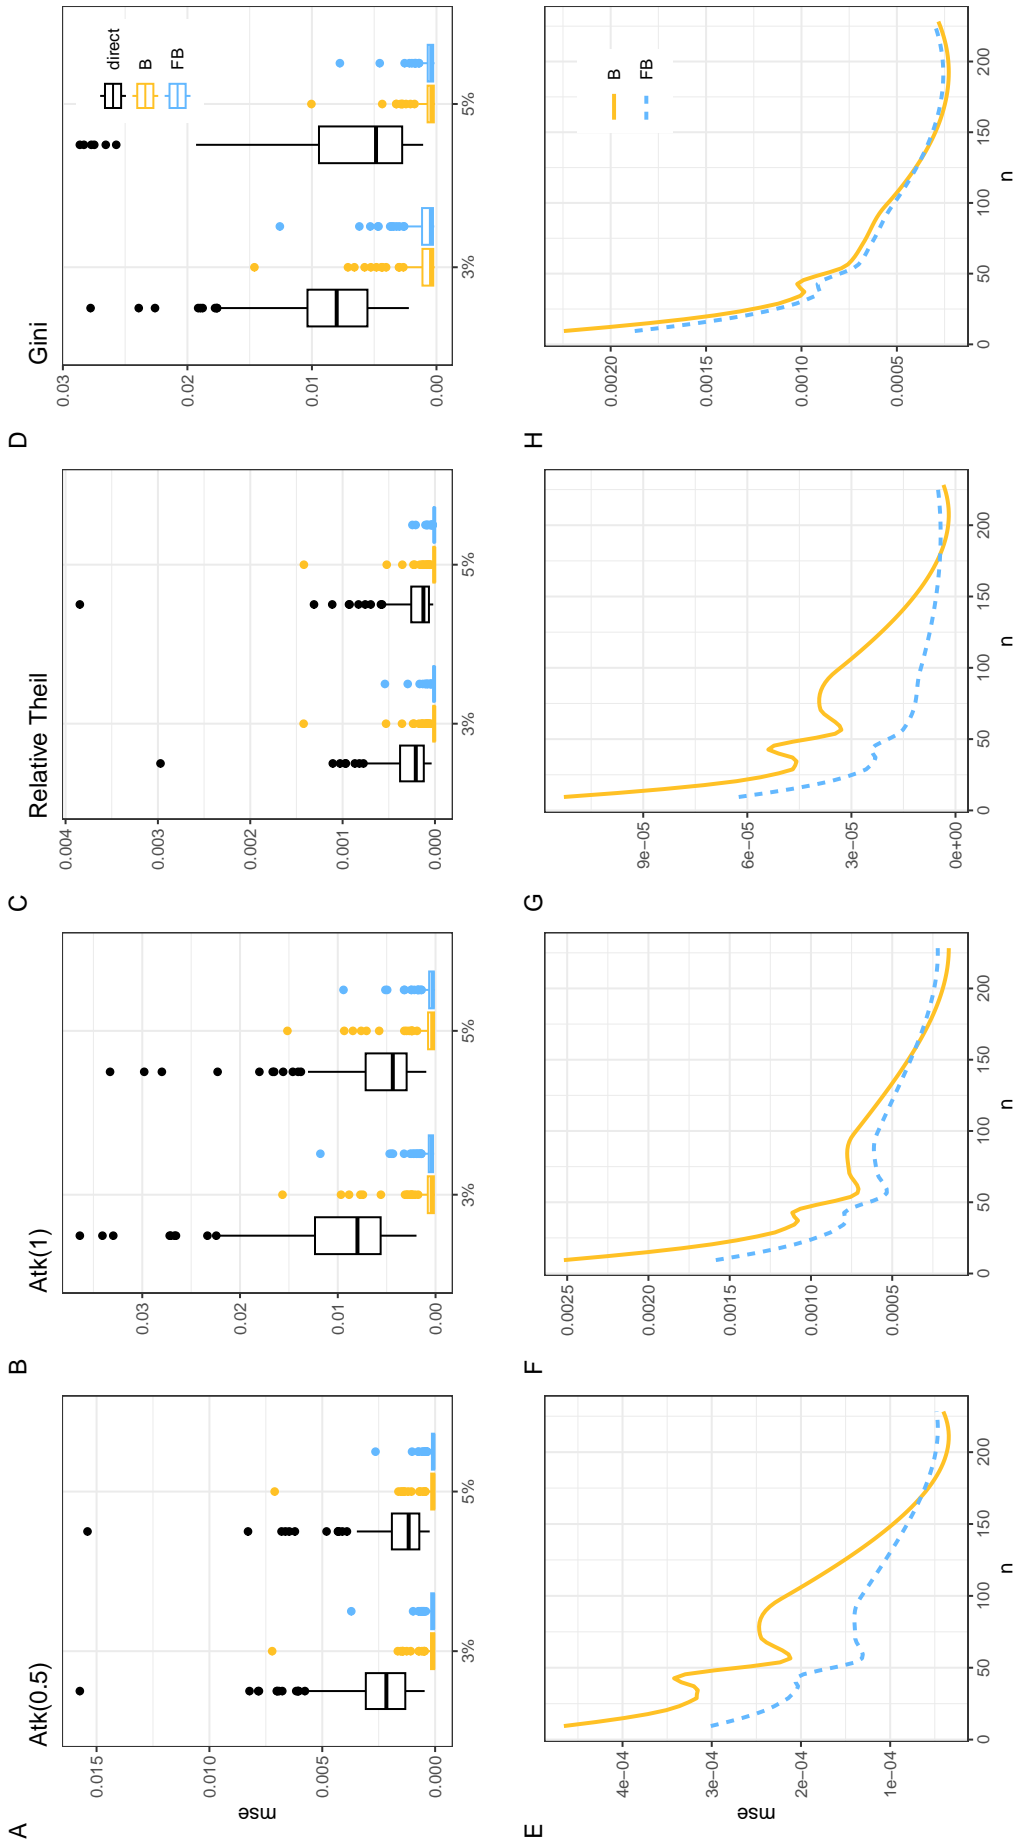 A
Atk(0.5)
mse
0.015
0.010
0.005
0.000
3%
5%
B
Atk(1)
0.03
0.02
0.01
0.00
3%
5%
C
Relative Theil
0.004
0.003
0.002
0.001
0.000
3%
5%
D
Gini
0.03
0.02
0.01
0.00
3%
5%
direct
B
FB
E
mse
4e−04
3e−04
2e−04
1e−04
0
50
100
150
200
n
F
0.0025
0.0020
0.0015
0.0010
0.0005
0
50
100
150
200
n
G
9e−05
6e−05
3e−05
0e+00
0
50
100
150
200
n
H
0.0020
0.0015
0.0010
0.0005
0
50
100
150
200
n
B
FB